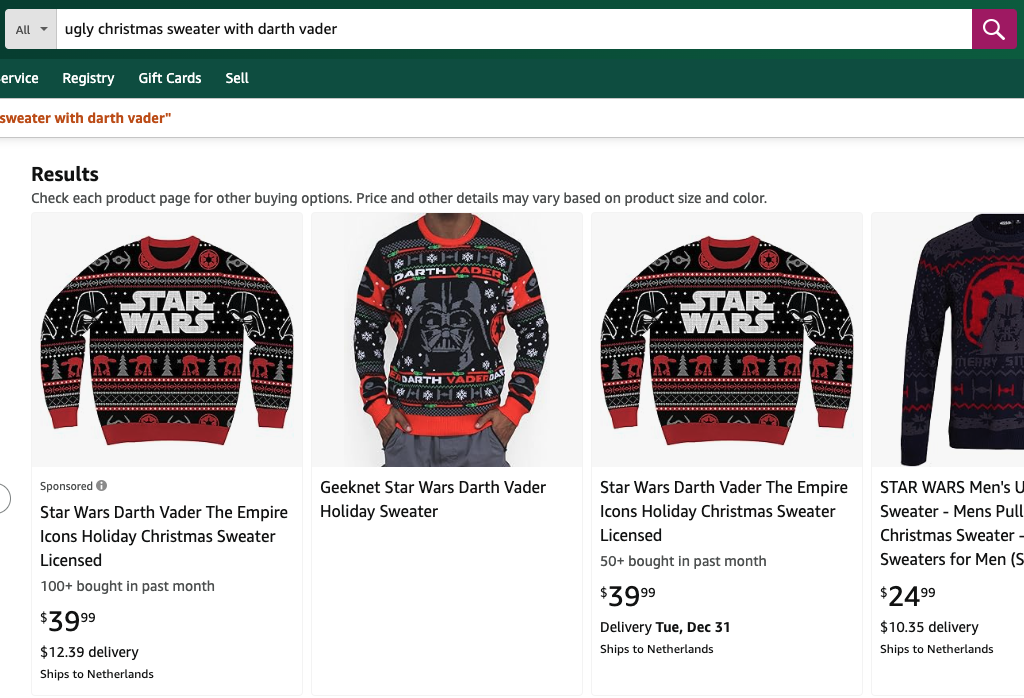 All
ugly christmas sweater with darth vader
ervice
Registry
Gift Cards
Sell
sweater with darth vader"
Results
Check each product page for other buying options. Price and other details may vary based on product size and color.
STAR
WARS
DARTH VADER
DARTH VADER DAR
STAR
WARS
MERRY SIT
Sponsored
Star Wars Darth Vader The Empire
Icons Holiday Christmas Sweater
Licensed
100+ bought in past month
$39.99
$12.39 delivery
Ships to Netherlands
Geeknet Star Wars Darth Vader
Holiday Sweater
Star Wars Darth Vader The Empire
Icons Holiday Christmas Sweater
Licensed
50+ bought in past month
$39.99
Delivery Tue, Dec 31
Ships to Netherlands
STAR WARS Men's U
Sweater - Mens Pull
Christmas Sweater -
Sweaters for Men (S
$24.99
$10.35 delivery
Ships to Netherlands